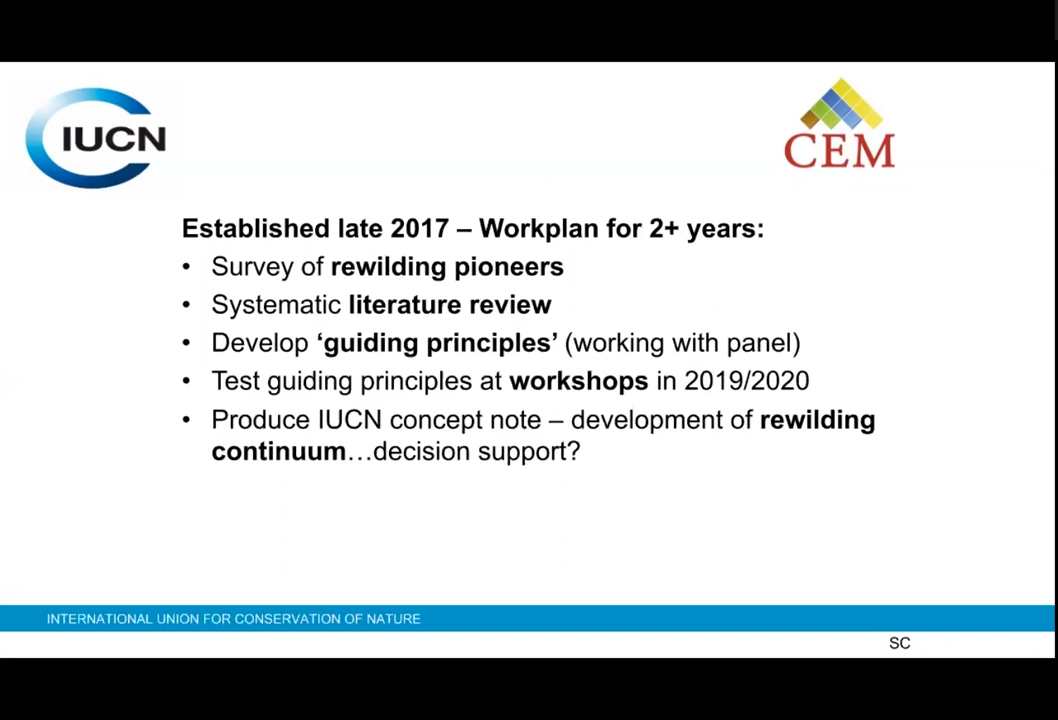 IUCN
CEM
Established late 2017 – Workplan for 2+ years:
• Survey of rewilding pioneers
• Systematic literature review
• Develop ‘guiding principles’ (working with panel)
• Test guiding principles at workshops in 2019/2020
• Produce IUCN concept note – development of rewilding
continuum…decision support?
INTERNATIONAL UNION FOR CONSERVATION OF NATURE
SC